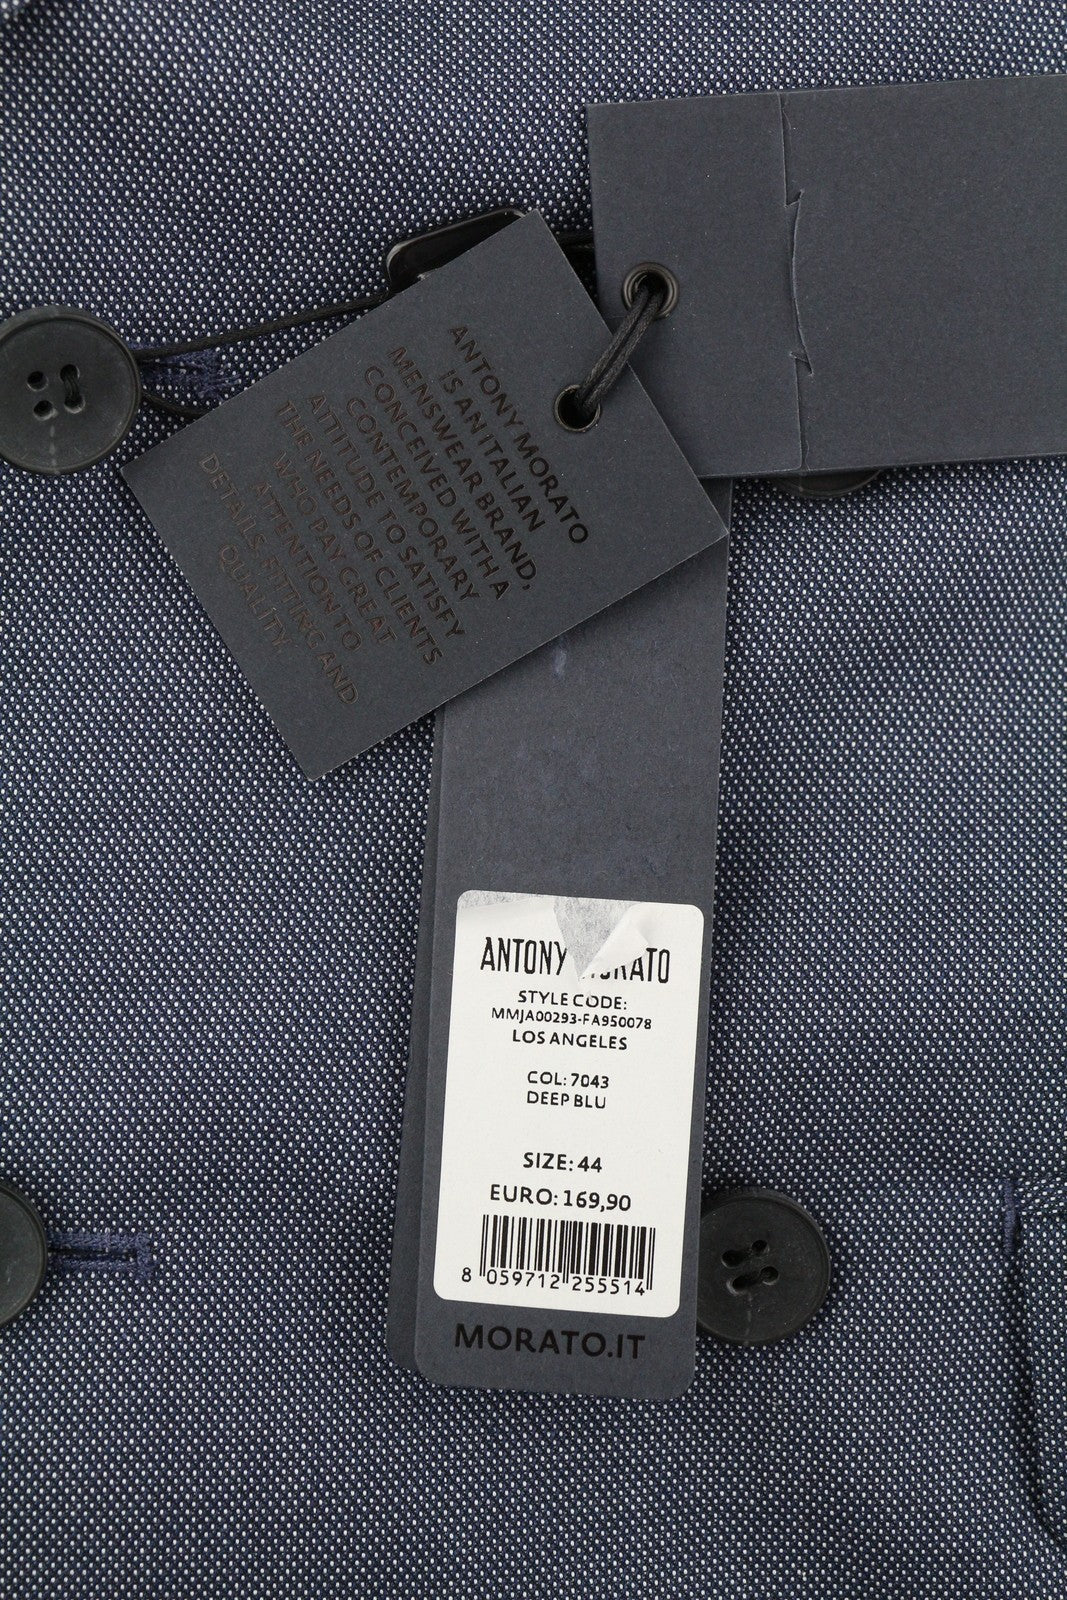 ANTONY MORATO
IS AN ITALIAN
MENSWEAR BRAND,
CONCEIVED WITH A
CONTEMPORARY
ATTITUDE TO SATISFY
THE NEEDS OF CLIENTS
WHO PAY GREAT
ATTENTION TO
DETAILS, FITTING AND
QUALITY.
ANTONY MORATO
STYLE CODE:
MMJA00293-FA950078
LOS ANGELES
COL: 7043
DEEP BLU
SIZE: 44
EURO: 169,90
8 059712 255514
MORATO.IT